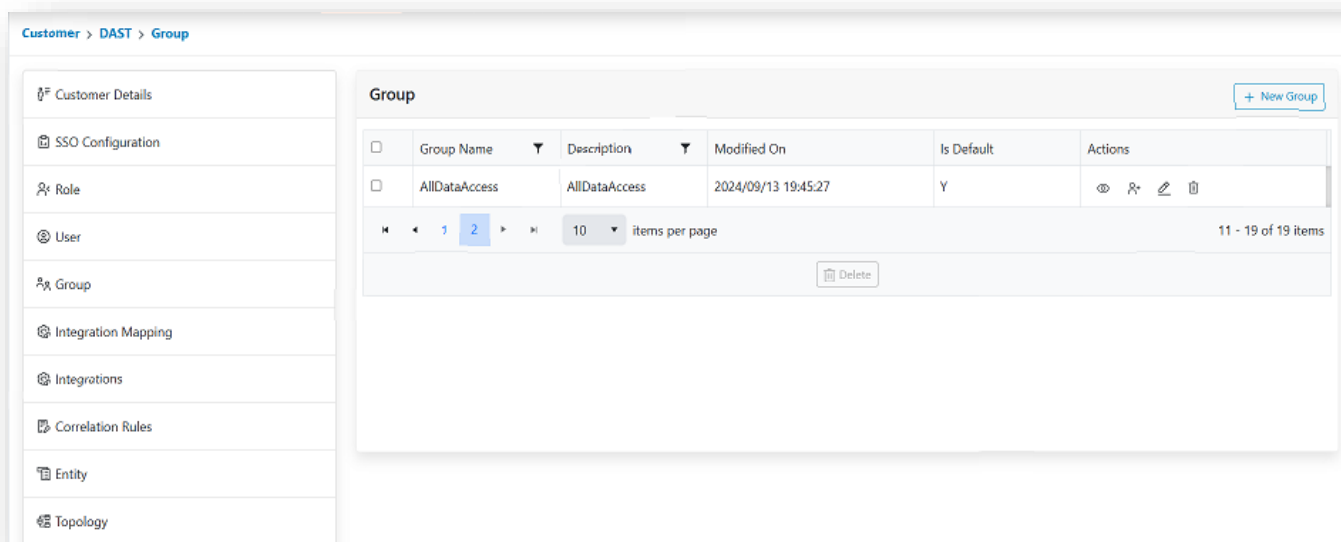 Customer > DAST > Group
Customer Details
SSO Configuration
Role
User
Group
Integration Mapping
Integrations
Correlation Rules
Entity
Topology
Group
+ New Group
Group Name Description Modified On Is Default Actions
AllDataAccess AllDataAccess 2024/09/13 19:45:27 Y
1 2 10 items per page 11 - 19 of 19 items
Delete